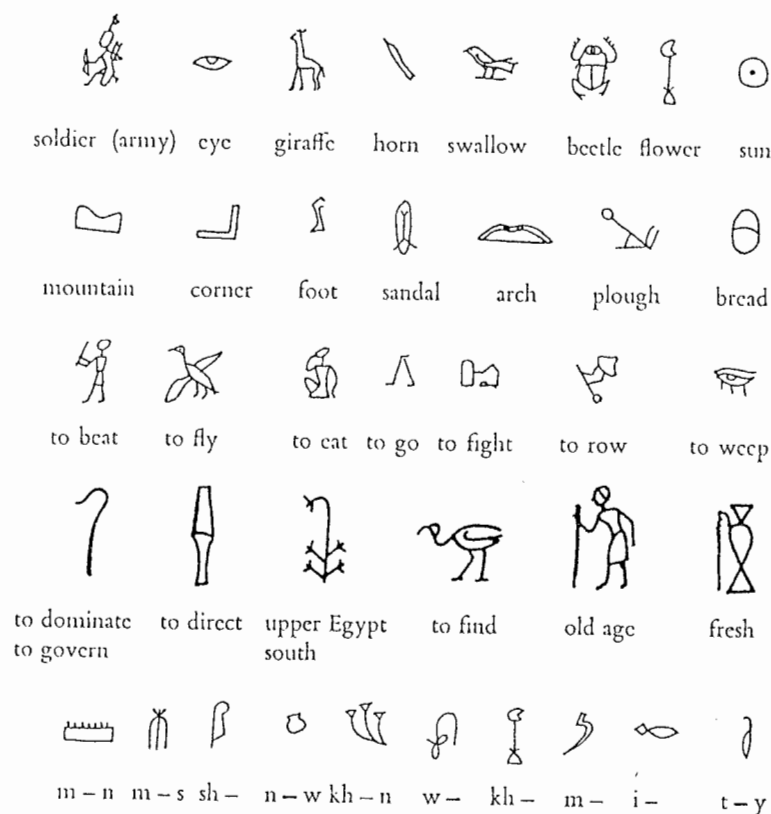 soldier (army) eye giraffe horn swallow beetle flower sun
mountain corner foot sandal arch plough bread
to beat to fly to eat to go to fight to row to weep
to dominate to direct upper Egypt to find old age fresh
to govern south
m – n m – s sh – n – w kh – n w – kh – m – i – t – y